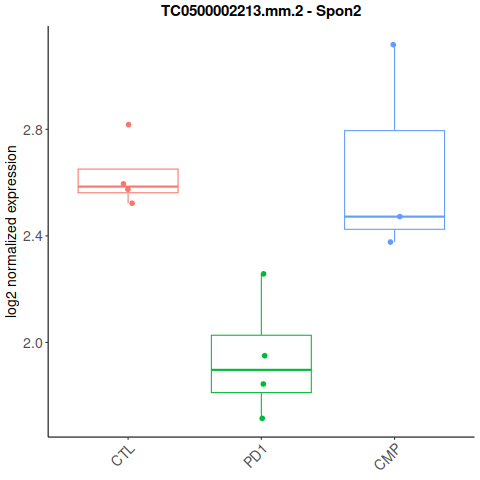 TC0500002213.mm.2 - Spon2
log2 normalized expression
2.8
2.4
2.0
CTL
PD1
CMP